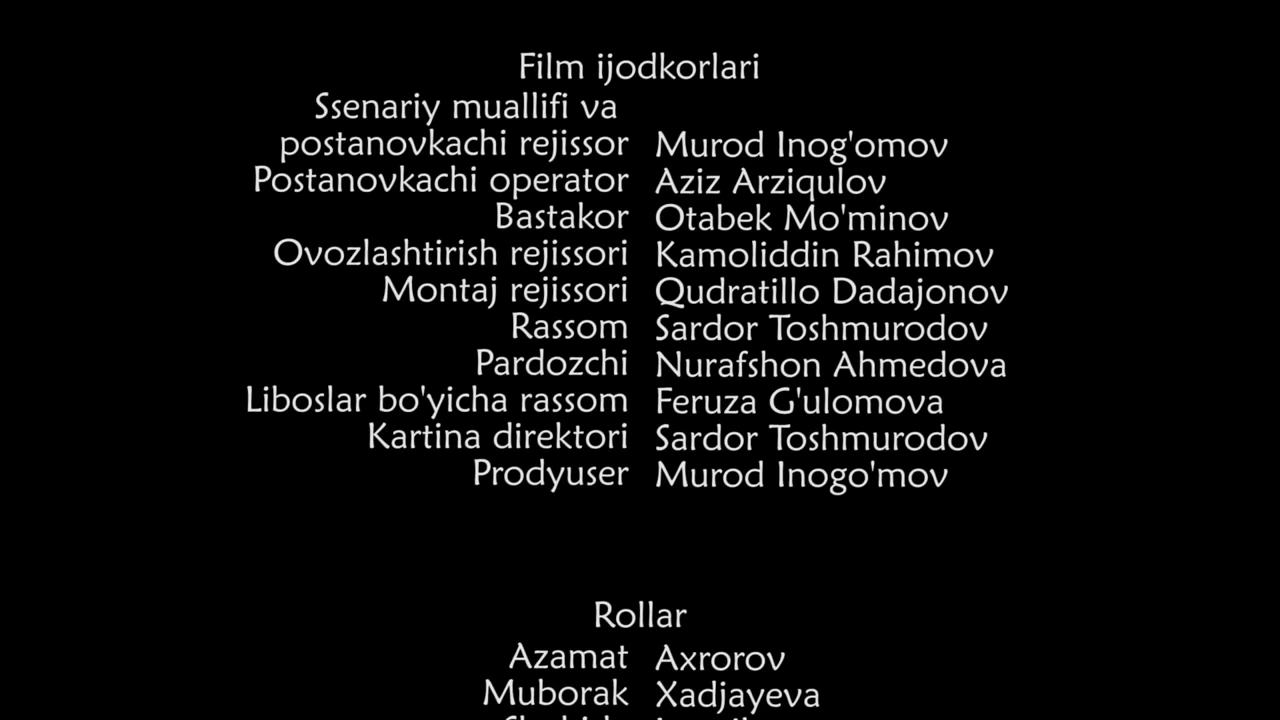 Film ijodkorlari
Ssenariy muallifi va
postanovkachi rejissor Murod Inog'omov
Postanovkachi operator Aziz Arziqulov
Bastakor Otabek Mo'minov
Ovozlashtirish rejissori Kamoliddin Rahimov
Montaj rejissori Qudratillo Dadajonov
Rassom Sardor Toshmurodov
Pardozchi Nurafshon Ahmedova
Liboslar bo'yicha rassom Feruza G'ulomova
Kartina direktori Sardor Toshmurodov
Prodyuser Murod Inogo'mov
Rollar
Azamat Axrorov
Muborak Xadjayeva